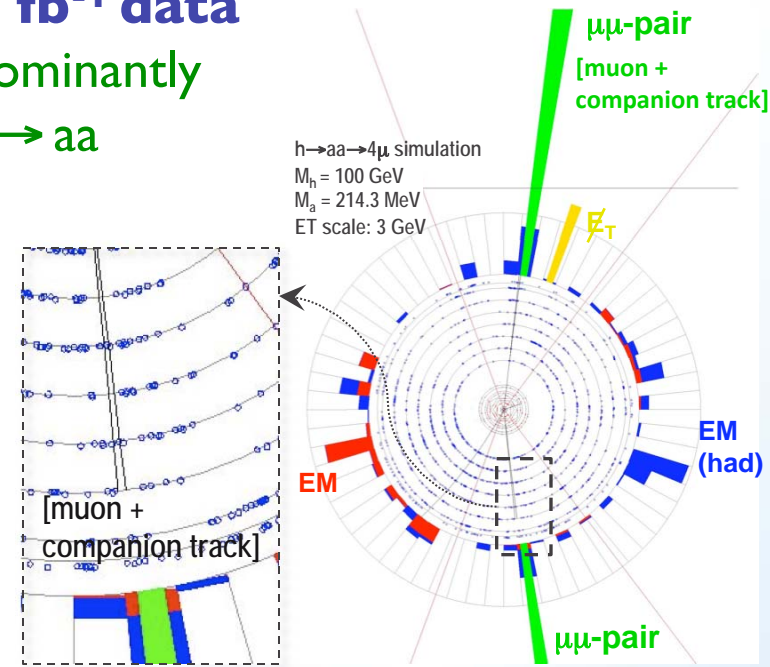 fb⁻¹ data
ominantly
→ aa
μμ-pair
[muon +
companion track]
h→aa→4μ simulation
Mₕ = 100 GeV
Mₐ = 214.3 MeV
ET scale: 3 GeV
E̸_T
EM
(had)
EM
[muon +
companion track]
μμ-pair